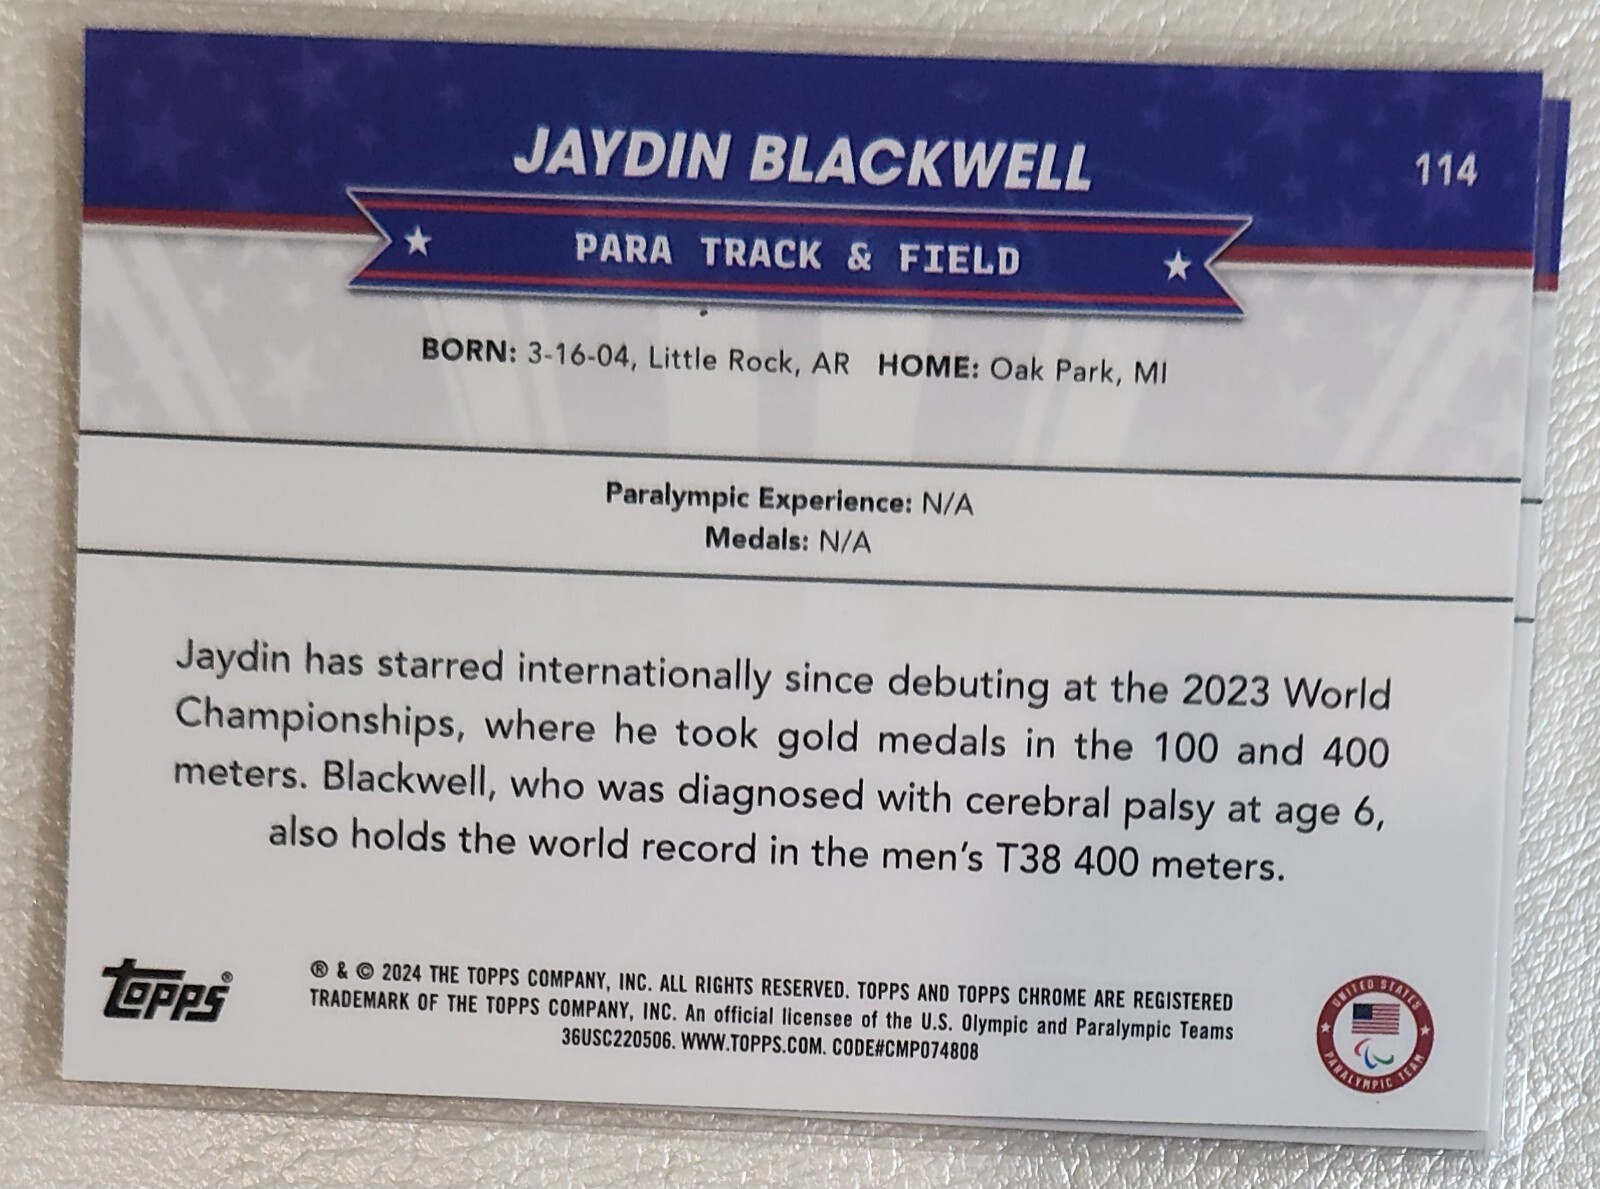 JAYDIN BLACKWELL
114
PARA TRACK & FIELD
BORN: 3-16-04, Little Rock, AR HOME: Oak Park, MI
Paralympic Experience: N/A
Medals: N/A
Jaydin has starred internationally since debuting at the 2023 World
Championships, where he took gold medals in the 100 and 400
meters. Blackwell, who was diagnosed with cerebral palsy at age 6,
also holds the world record in the men's T38 400 meters.
topps®
® & © 2024 THE TOPPS COMPANY, INC. ALL RIGHTS RESERVED. TOPPS AND TOPPS CHROME ARE REGISTERED
TRADEMARK OF THE TOPPS COMPANY, INC. An official licensee of the U.S. Olympic and Paralympic Teams
36USC220506. WWW.TOPPS.COM. CODE#CMP074808
UNITED STATES
PARALYMPIC TEAM